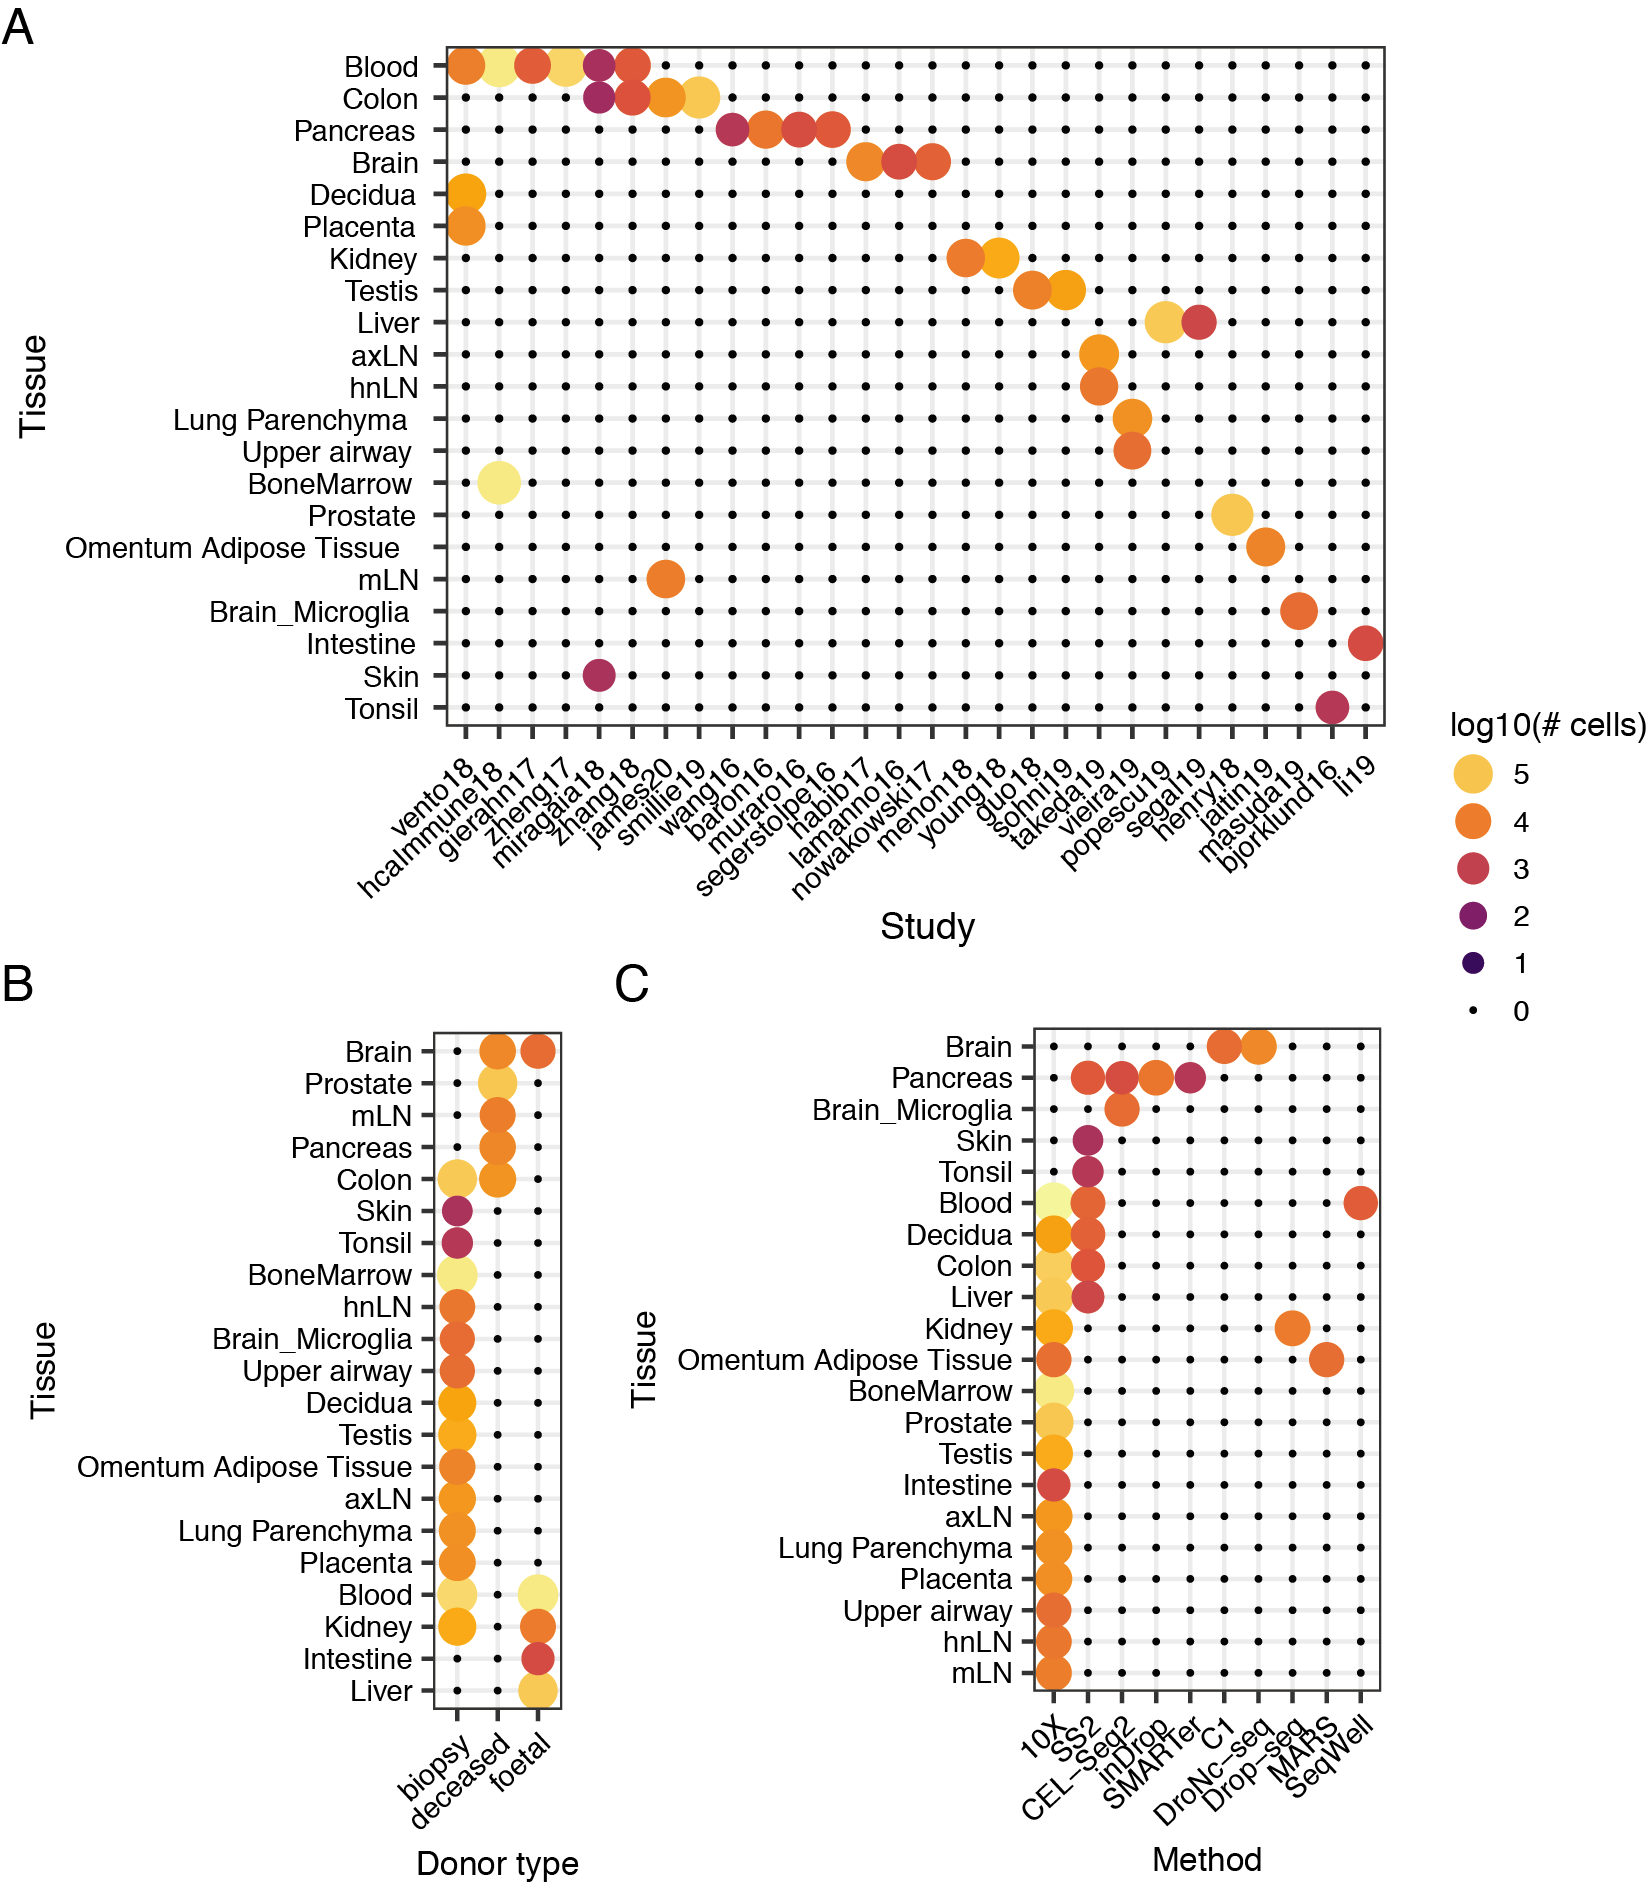 A
Blood
Colon
Pancreas
Brain
Decidua
Placenta
Kidney
Testis
Liver
axLN
hnLN
Lung Parenchyma
Upper airway
BoneMarrow
Prostate
Omentum Adipose Tissue
mLN
Brain_Microglia
Intestine
Skin
Tonsil
Tissue
vento18
hcaImmune18
gierahn17
zheng17
miragaia18
zhang18
james20
smillie19
wang16
baron16
muraro16
segerstolpe16
habib17
lamanno16
nowakowski17
menon18
young18
guo18
sohni19
takeda19
vieira19
popescu19
segal19
henry18
jaitin19
masuda19
bjorklund16
li19
Study
log10(# cells)
5
4
3
2
1
0
B
Brain
Prostate
mLN
Pancreas
Colon
Skin
Tonsil
BoneMarrow
hnLN
Brain_Microglia
Upper airway
Decidua
Testis
Omentum Adipose Tissue
axLN
Lung Parenchyma
Placenta
Blood
Kidney
Intestine
Liver
Tissue
biopsy
deceased
foetal
Donor type
C
Brain
Pancreas
Brain_Microglia
Skin
Tonsil
Blood
Decidua
Colon
Liver
Kidney
Omentum Adipose Tissue
BoneMarrow
Prostate
Testis
Intestine
axLN
Lung Parenchyma
Placenta
Upper airway
hnLN
mLN
Tissue
10X
SS2
CEL−Seq2
inDrop
SMARTer
C1
DroNc−seq
Drop−seq
MARS
SeqWell
Method